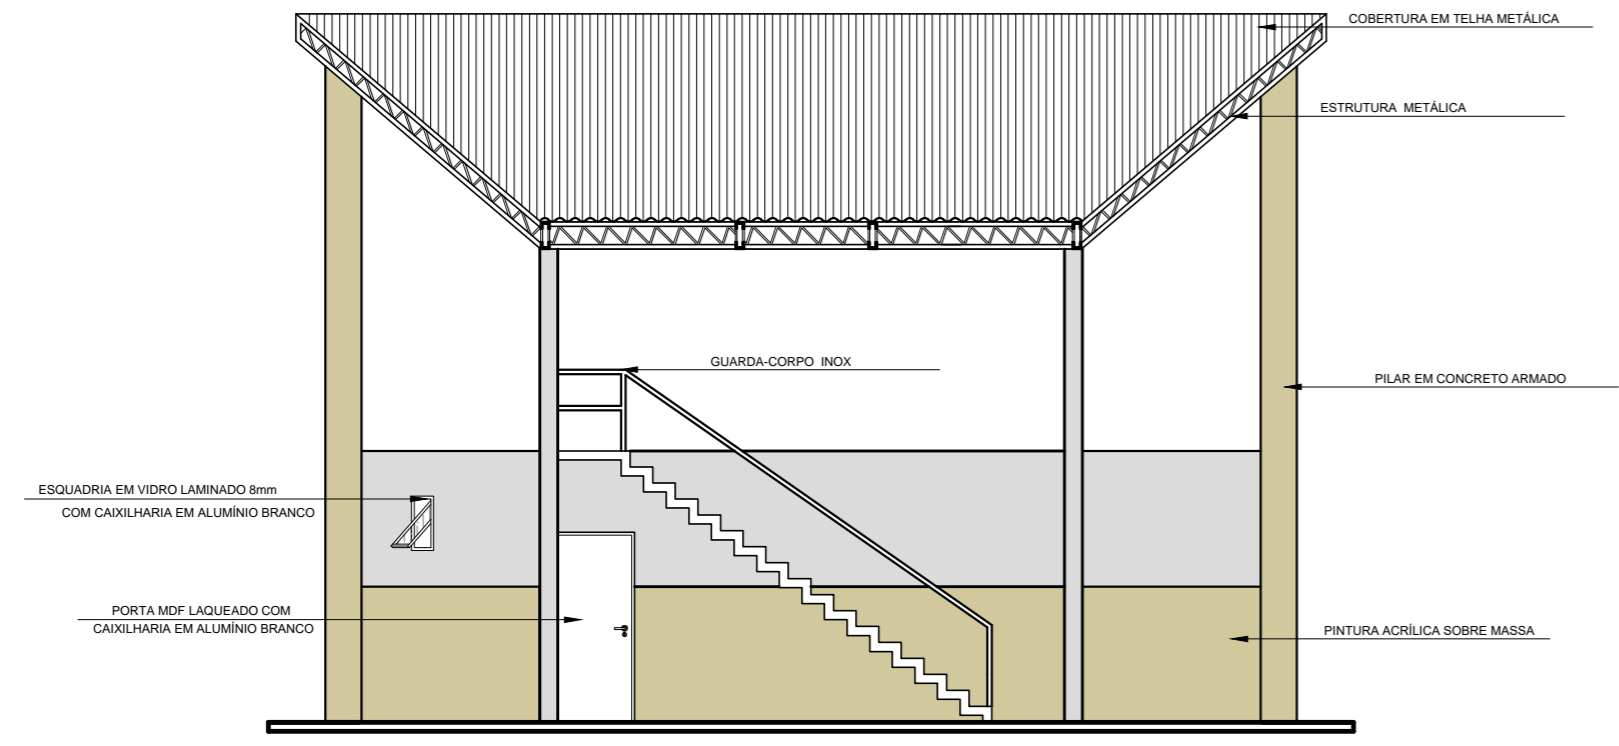 COBERTURA EM TELHA METÁLICA
ESTRUTURA METÁLICA
GUARDA-CORPO INOX
PILAR EM CONCRETO ARMADO
ESQUADRIA EM VIDRO LAMINADO 8mm
COM CAIXILHARIA EM ALUMÍNIO BRANCO
PORTA MDF LAQUEADO COM
CAIXILHARIA EM ALUMÍNIO BRANCO
PINTURA ACRÍLICA SOBRE MASSA